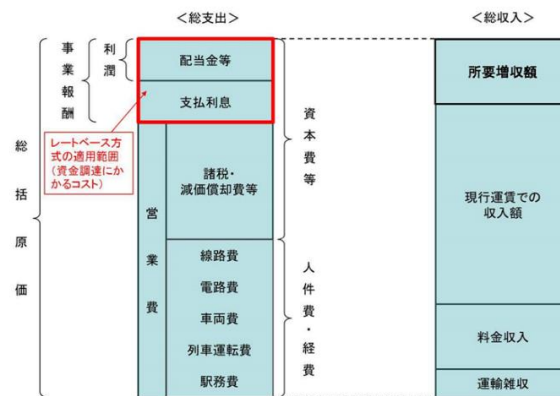 ＜総支出＞
＜総収入＞
総括原価
事業報酬
利潤
配当金等
支払利息
レートベース方
式の適用範囲
（資金調達にか
かるコスト）
営業費
諸税・
減価償却費等
線路費
電路費
車両費
列車運転費
駅務費
資本費等
人件費・経費
所要増収額
現行運賃での
収入額
料金収入
運輸雑収